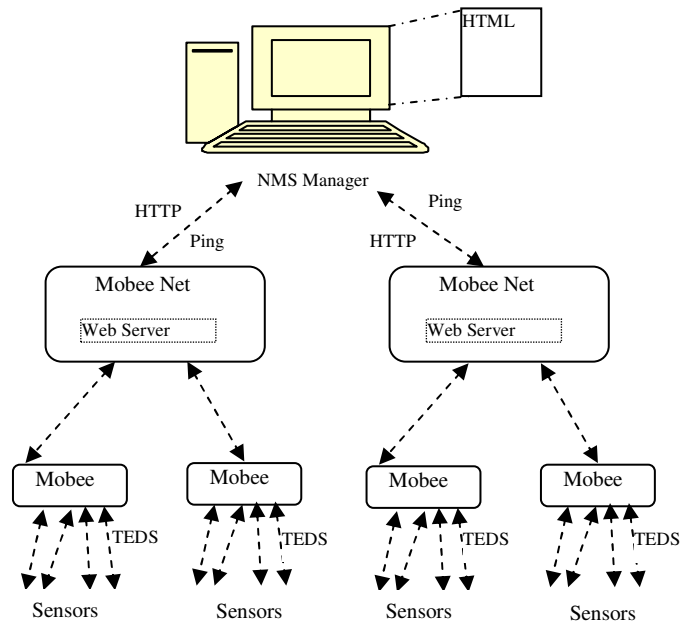 HTML
NMS Manager
HTTP
Ping
Ping
HTTP
Mobee Net
Web Server
Mobee Net
Web Server
Mobee
Mobee
Mobee
Mobee
TEDS
TEDS
TEDS
TEDS
Sensors
Sensors
Sensors
Sensors